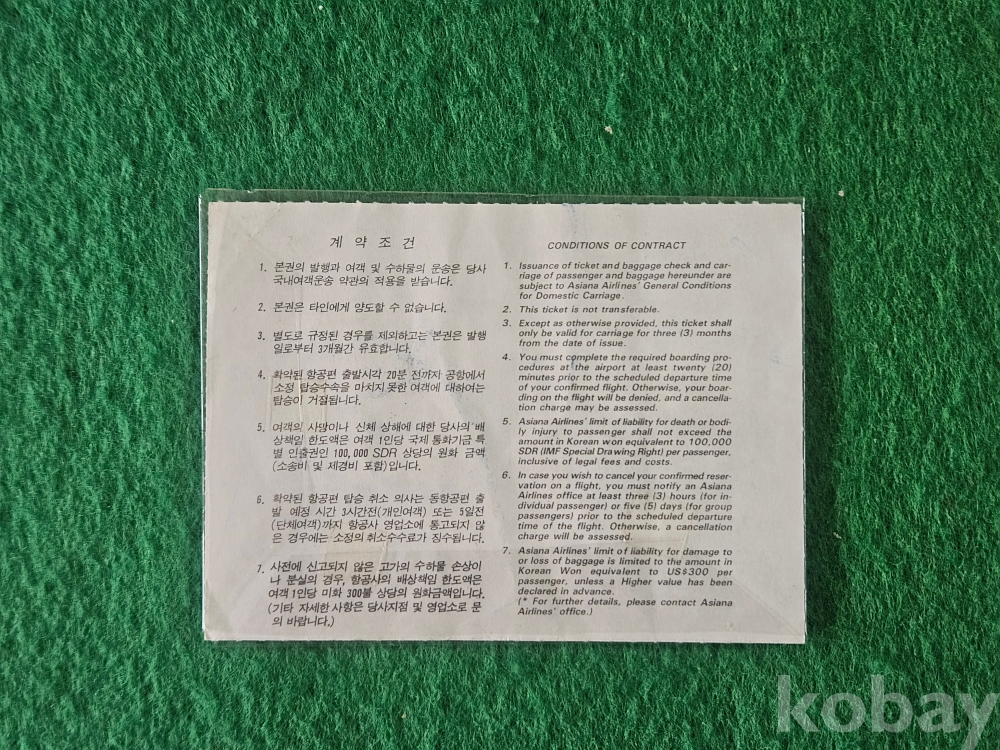 계 약 조 건
1. 본권의 발행과 여객 및 수하물의 운송은 당사
국내여객운송 약관의 적용을 받습니다.
2. 본권은 타인에게 양도할 수 없습니다.
3. 별도로 규정된 경우를 제외하고는 본권은 발행
일로부터 3개월간 유효합니다.
4. 확약된 항공편 출발시각 20분 전까지 공항에서
소정 탑승수속을 마치지 못한 여객에 대하여는
탑승이 거절됩니다.
5. 여객의 사망이나 신체 상해에 대한 당사의 배
상책임 한도액은 여객 1인당 국제 통화기금 특
별 인출권인 100,000 SDR 상당의 원화 금액
(소송비 및 제경비 포함)입니다.
6. 확약된 항공편 탑승 취소 의사는 동항공편 출
발 예정 시간 3시간전(개인여객) 또는 5일전
(단체여객)까지 항공사 영업소에 통고되지 않
은 경우에는 소정의 취소수수료가 징수됩니다.
7. 사전에 신고되지 않은 고가의 수하물 손상이
나 분실의 경우, 항공사의 배상책임 한도액은
여객 1인당 미화 300불 상당의 원화금액입니다.
(기타 자세한 사항은 당사지점 및 영업소로 문
의 바랍니다.)
CONDITIONS OF CONTRACT
1. Issuance of ticket and baggage check and car-
riage of passenger and baggage hereunder are
subject to Asiana Airlines' General Conditions
for Domestic Carriage.
2. This ticket is not transferable.
3. Except as otherwise provided, this ticket shall
only be valid for carriage for three (3) months
from the date of issue.
4. You must complete the required boarding pro-
cedures at the airport at least twenty (20)
minutes prior to the scheduled departure time
of your confirmed flight. Otherwise, your boar-
ding on the flight will be denied, and a cancella-
tion charge may be assessed.
5. Asiana Airlines' limit of liability for death or bodi-
ly injury to passenger shall not exceed the
amount in Korean won equivalent to 100,000
SDR (IMF Special Drawing Right) per passenger,
inclusive of legal fees and costs.
6. In case you wish to cancel your confirmed reser-
vation on a flight, you must notify an Asiana
Airlines office at least three (3) hours (for in-
dividual passenger) or five (5) days (for group
passengers) prior to the scheduled departure
time of the flight. Otherwise, a cancellation
charge will be assessed.
7. Asiana Airlines' limit of liability for damage to
or loss of baggage is limited to the amount in
Korean Won equivalent to US$300 per
passenger, unless a Higher value has been
declared in advance.
(* For further details, please contact Asiana
Airlines' office.)
kobay